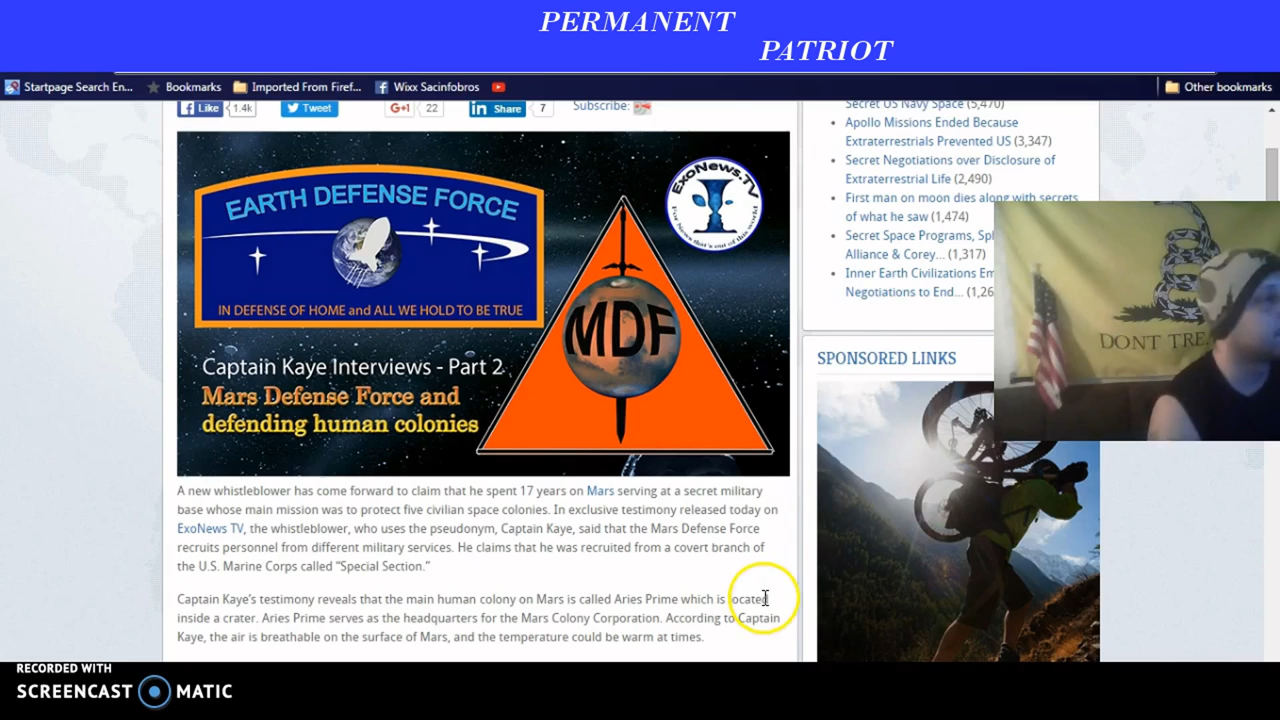 PERMANENT
PATRIOT
Startpage Search En...
Bookmarks
Imported From Firef...
Wixx Sacinfobros
Other bookmarks
Like 1.4k
Tweet
G+1 22
in Share 7
Subscribe:
EARTH DEFENSE FORCE
IN DEFENSE OF HOME and ALL WE HOLD TO BE TRUE
ExoNews.TV
For News that's out of this world
MDF
Captain Kaye Interviews - Part 2
Mars Defense Force and
defending human colonies
A new whistleblower has come forward to claim that he spent 17 years on Mars serving at a secret military
base whose main mission was to protect five civilian space colonies. In exclusive testimony released today on
ExoNews TV, the whistleblower, who uses the pseudonym, Captain Kaye, said that the Mars Defense Force
recruits personnel from different military services. He claims that he was recruited from a covert branch of
the U.S. Marine Corps called “Special Section.”
Captain Kaye’s testimony reveals that the main human colony on Mars is called Aries Prime which is located
inside a crater. Aries Prime serves as the headquarters for the Mars Colony Corporation. According to Captain
Kaye, the air is breathable on the surface of Mars, and the temperature could be warm at times.
Secret US Navy Space (5,470)
Apollo Missions Ended Because
Extraterrestrials Prevented US (3,347)
Secret Negotiations over Disclosure of
Extraterrestrial Life (2,490)
First man on moon dies along with secrets
of what he saw (1,474)
Secret Space Programs, Spl
Alliance & Corey... (1,317)
Inner Earth Civilizations Em
Negotiations to End... (1,26
SPONSORED LINKS
DONT TRE
RECORDED WITH
SCREENCAST MATIC